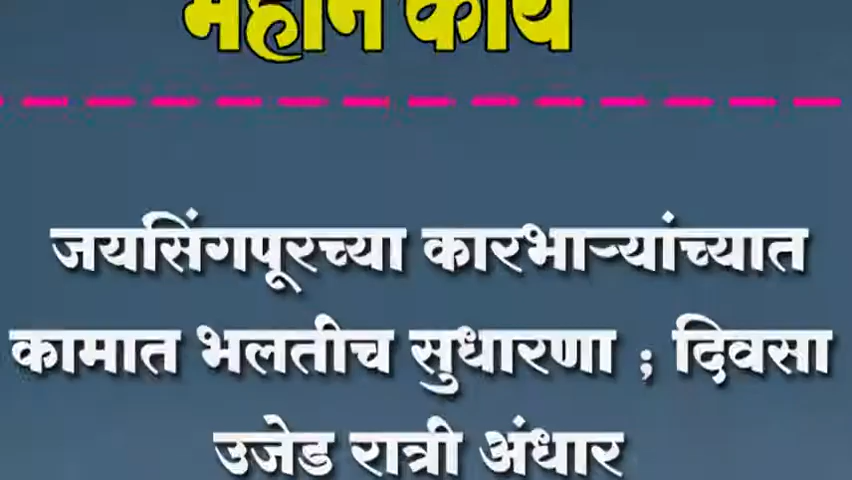 महान कार्य
जयसिंगपूरच्या कारभाऱ्यांच्यात
कामात भलतीच सुधारणा ; दिवसा
उजेड रात्री अंधार